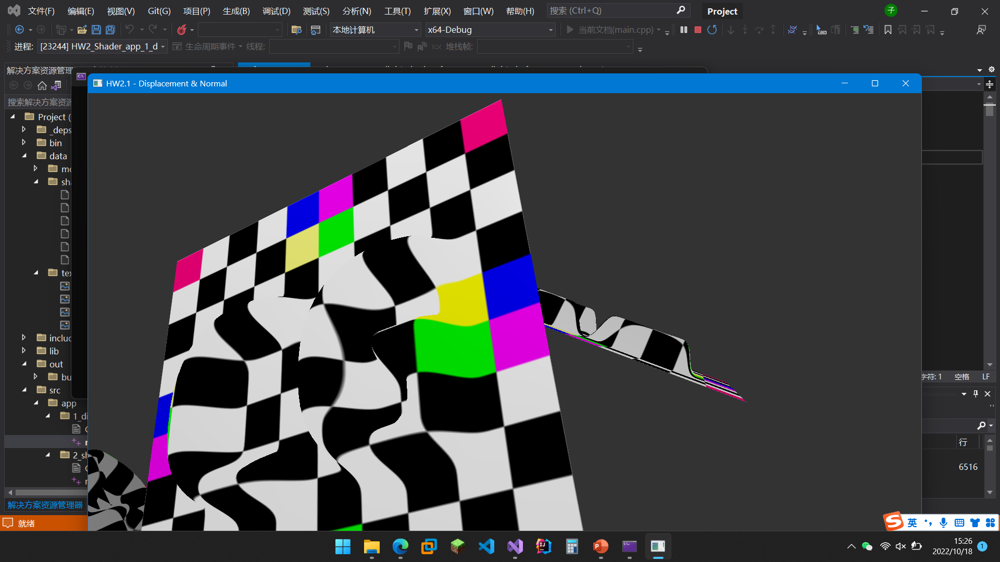 文件(F) 编辑(E) 视图(V) Git(G) 项目(P) 生成(B) 调试(D) 测试(S) 分析(N) 工具(T) 扩展(X) 窗口(W) 帮助(H) 搜索 (Ctrl+Q) Project 子
本地计算机 x64-Debug 当前文档(main.cpp)
进程: [23244] HW2_Shader_app_1_d 生命周期事件 线程: 堆栈帧:
解决方案资源管理
HW2.1 - Displacement & Normal
搜索解决方案资源
Project (
_deps
bin
data
mo
sha
tex
includ
lib
out
bu
src
app
1_di
2_sh
字符: 1 空格 LF
行
6516
解决方案资源管理器
就绪
英
15:26
2022/10/18
1